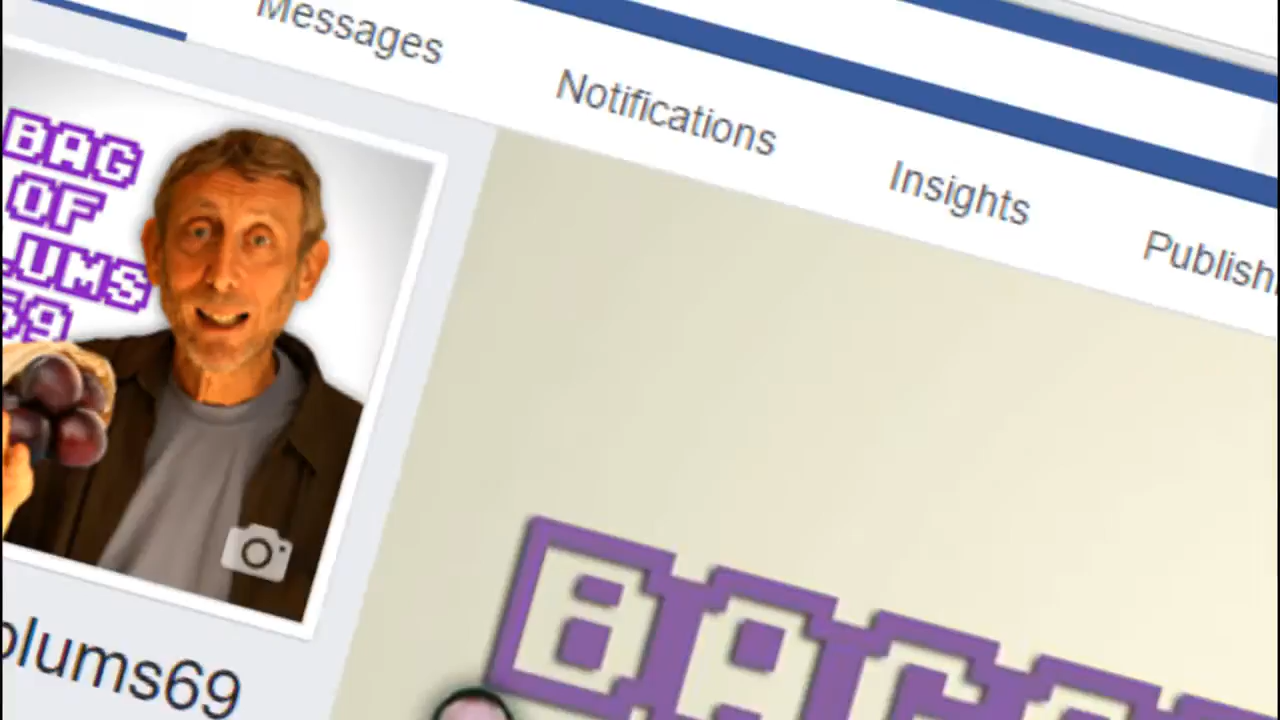 Messages
Notifications
Insights
Publish
BAG
OF
LUMS
69
plums69
BAG